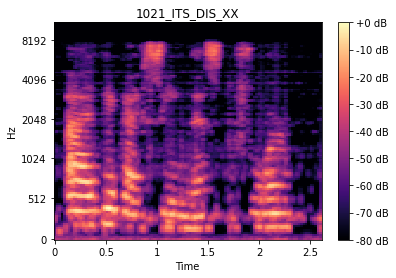 1021_ITS_DIS_XX
8192
4096
2048
1024
512
0
Hz
0 0.5 1 1.5 2 2.5
Time
+0 dB
-10 dB
-20 dB
-30 dB
-40 dB
-50 dB
-60 dB
-70 dB
-80 dB